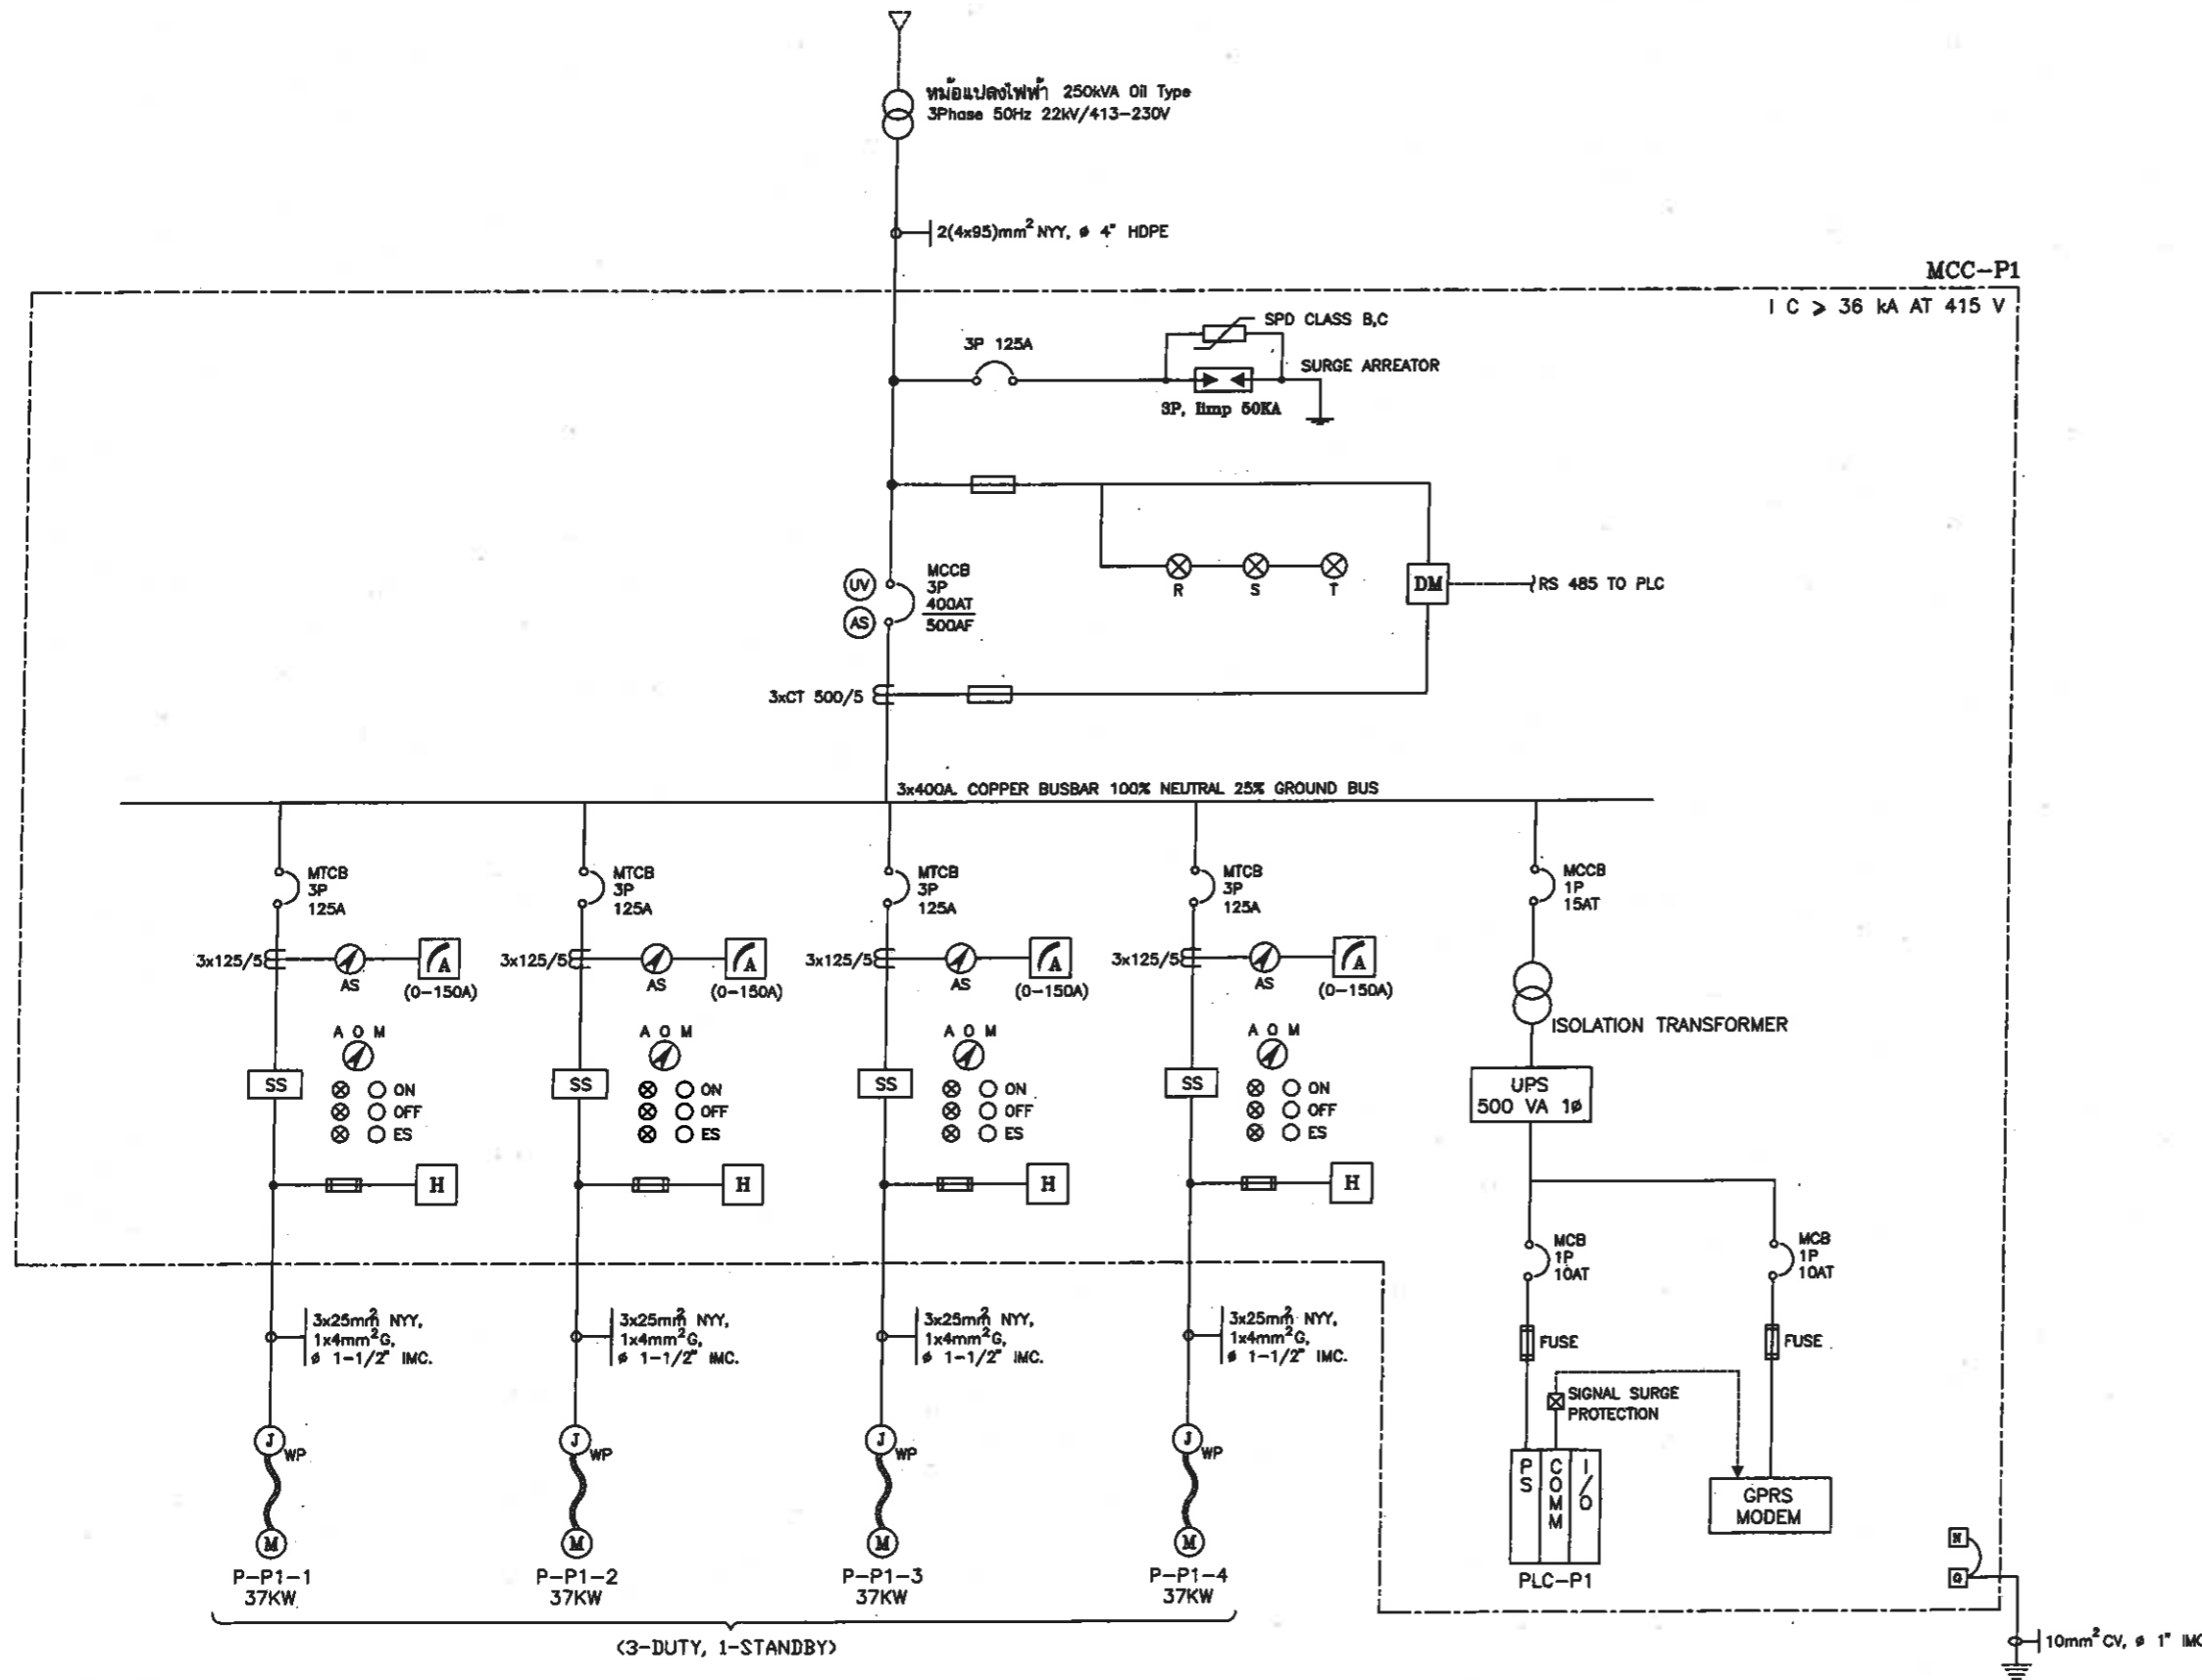 หม้อแปลงไฟฟ้า 250kVA Oil Type
3Phase 50Hz 22kV/413-230V
2(4x95)mm² NYY, ø 4" HDPE
MCC-P1
I C ⩾ 36 kA AT 415 V
SPD CLASS B,C
3P 125A
SURGE ARREATOR
3P, Iimp 50KA
UV
MCCB
3P
400AT
500AF
AS
R S T
DM
RS 485 TO PLC
3xCT 500/5
3x400A. COPPER BUSBAR 100% NEUTRAL 25% GROUND BUS
MTCB
3P
125A
3x125/5
AS
A
(0-150A)
A O M
SS
ON
OFF
ES
H
3x25mm² NYY,
1x4mm²G,
ø 1-1/2" IMC.
J
WP
M
P-P1-1
37KW
MTCB
3P
125A
3x125/5
AS
A
(0-150A)
A O M
SS
ON
OFF
ES
H
3x25mm² NYY,
1x4mm²G,
ø 1-1/2" IMC.
J
WP
M
P-P1-2
37KW
MTCB
3P
125A
3x125/5
AS
A
(0-150A)
A O M
SS
ON
OFF
ES
H
3x25mm² NYY,
1x4mm²G,
ø 1-1/2" IMC.
J
WP
M
P-P1-3
37KW
MTCB
3P
125A
3x125/5
AS
A
(0-150A)
A O M
SS
ON
OFF
ES
H
3x25mm² NYY,
1x4mm²G,
ø 1-1/2" IMC.
J
WP
M
P-P1-4
37KW
(3-DUTY, 1-STANDBY)
MCCB
1P
15AT
ISOLATION TRANSFORMER
UPS
500 VA 1ø
MCB
1P
10AT
FUSE
MCB
1P
10AT
FUSE
SIGNAL SURGE
PROTECTION
PS
COMM
I/O
PLC-P1
GPRS
MODEM
N
G
10mm² CV, ø 1" IMC